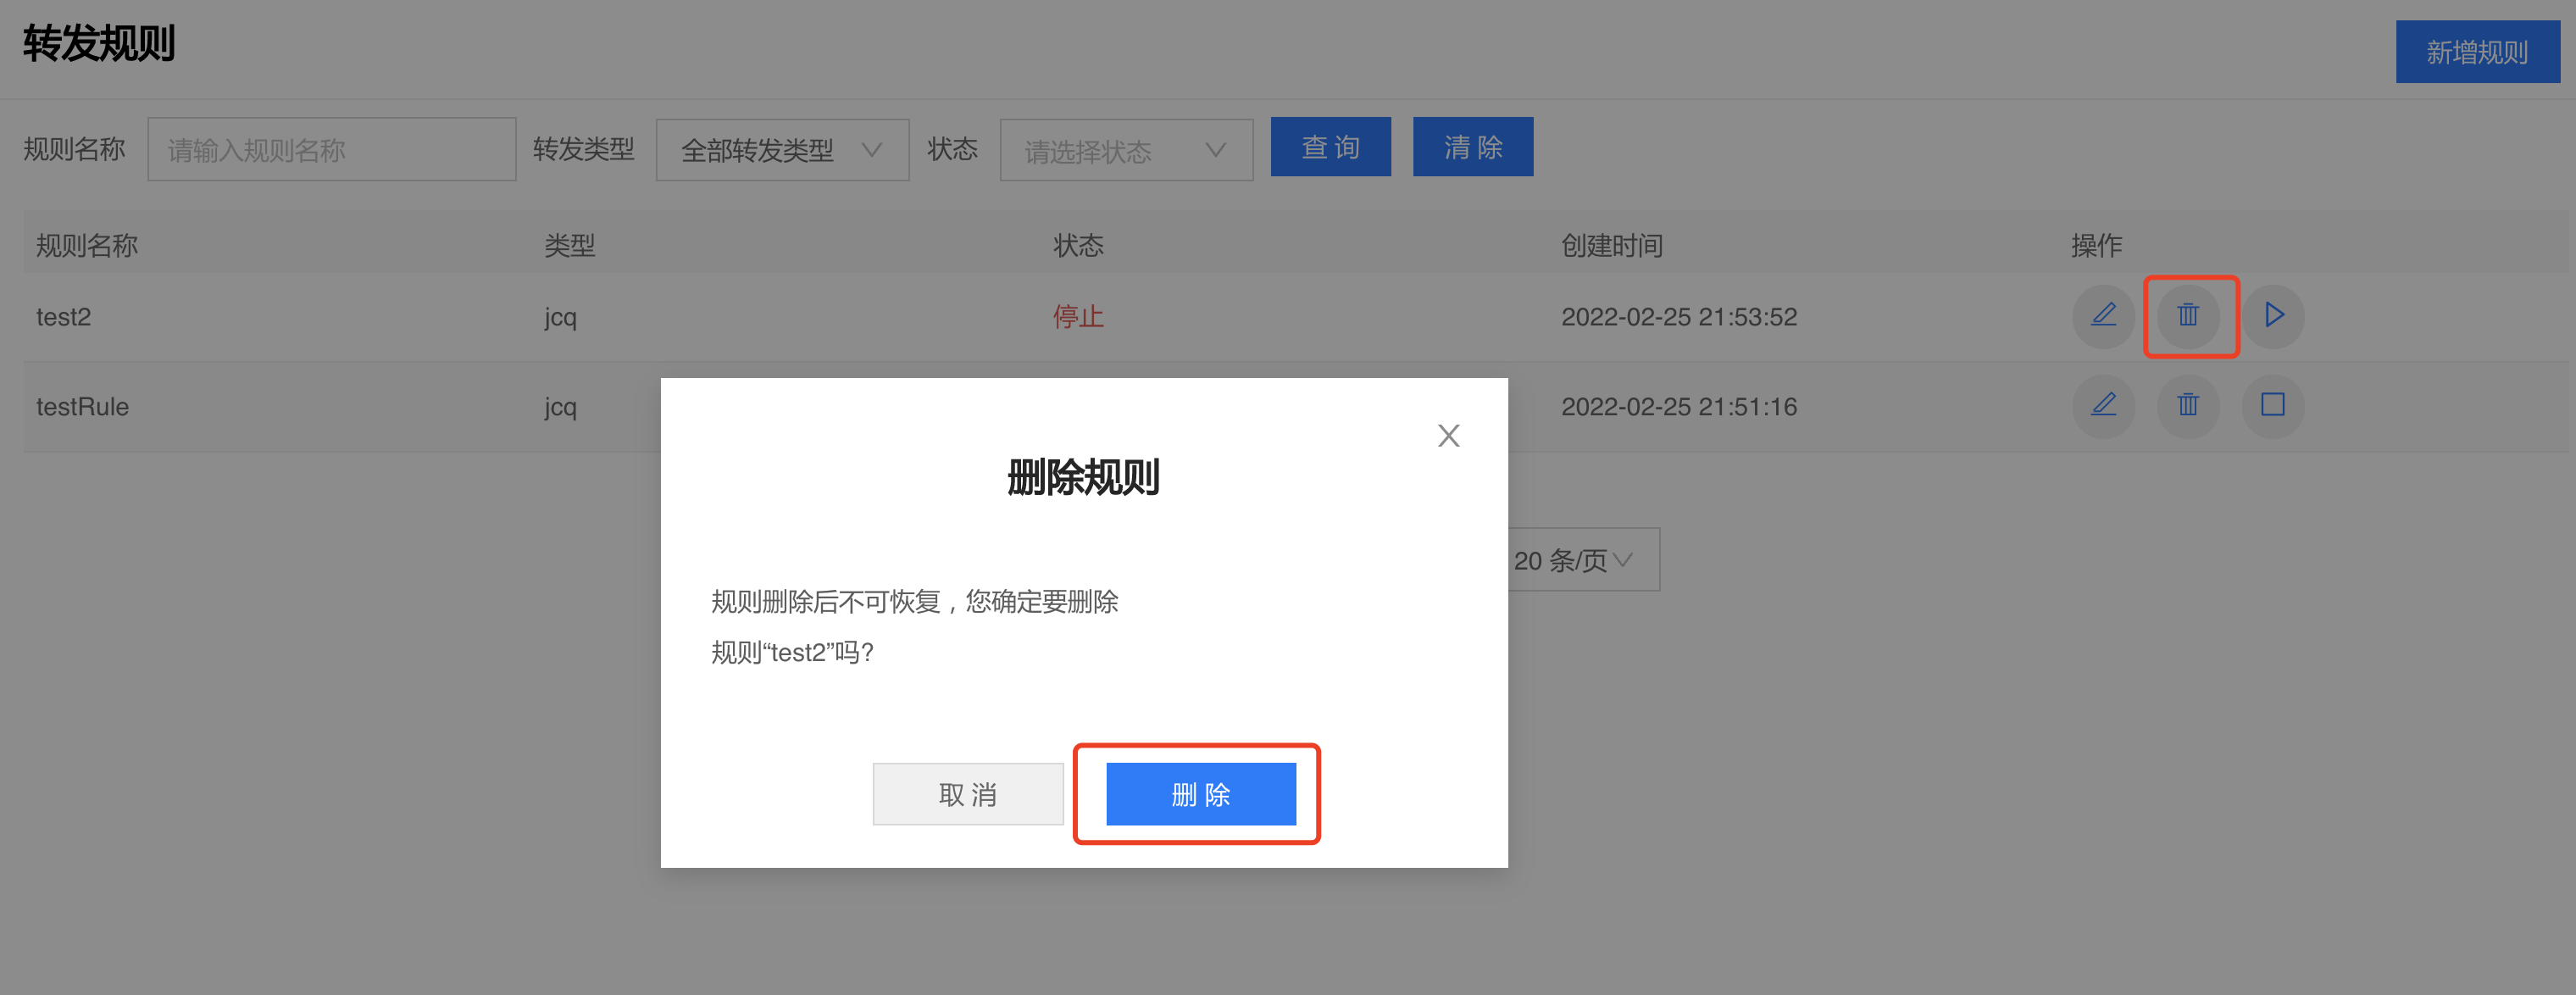 转发规则
新增规则
规则名称 请输入规则名称 转发类型 全部转发类型 状态 请选择状态 查 询 清 除
规则名称 类型 状态 创建时间 操作
test2 jcq 停止 2022-02-25 21:53:52
testRule jcq 2022-02-25 21:51:16
20 条/页
删除规则
规则删除后不可恢复，您确定要删除
规则“test2”吗?
取 消 删 除